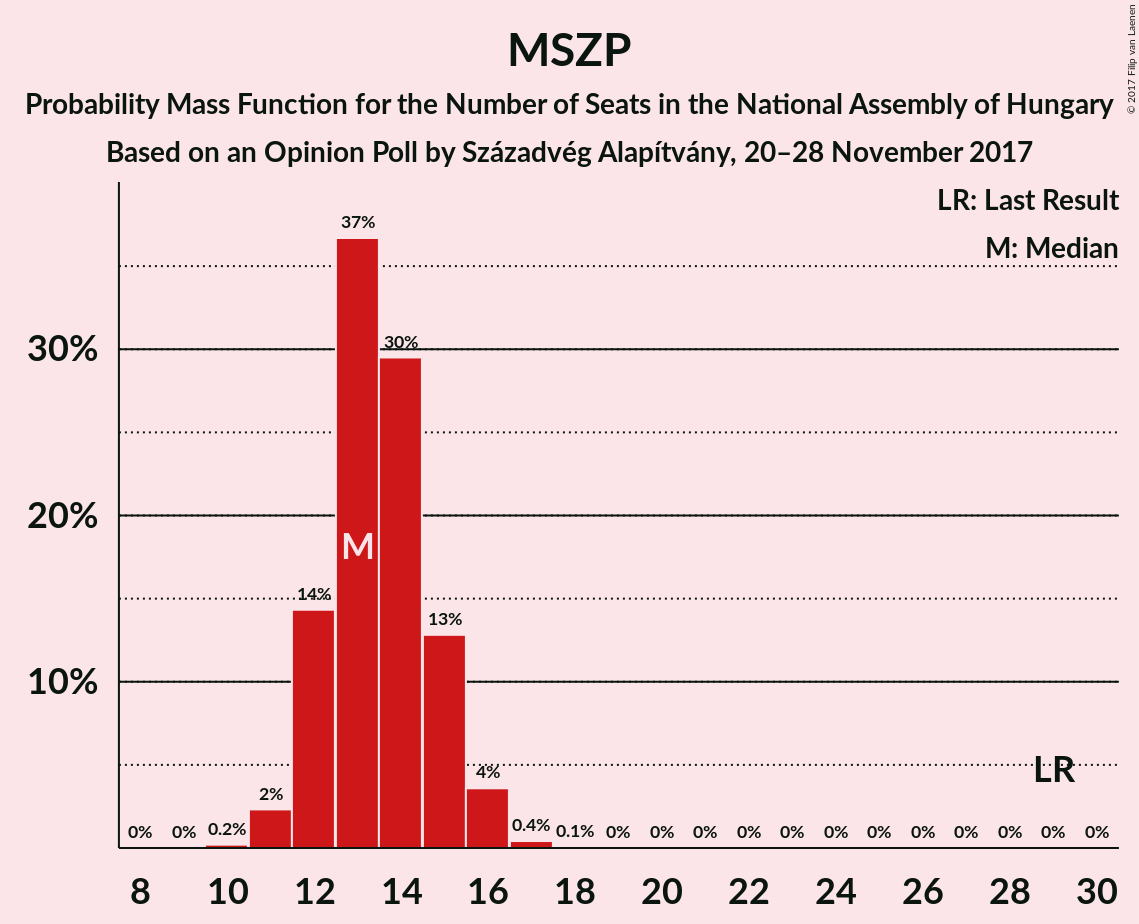 MSZP
Probability Mass Function for the Number of Seats in the National Assembly of Hungary
Based on an Opinion Poll by Századvég Alapítvány, 20–28 November 2017
© 2017 Filip van Laenen
LR: Last Result
M: Median
37%
30%
30%
20%
M
14%
13%
10%
LR
4%
2%
0% 0% 0.2% 0.4% 0.1% 0% 0% 0% 0% 0% 0% 0% 0% 0% 0% 0% 0%
8 10 12 14 16 18 20 22 24 26 28 30